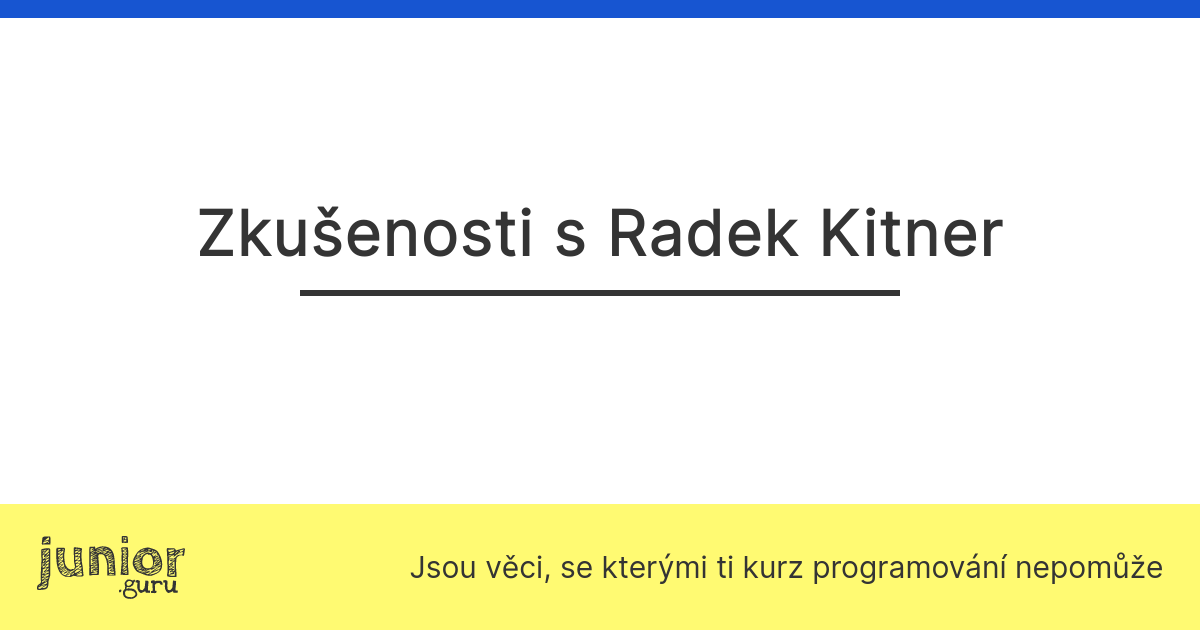 Zkušenosti s Radek Kitner
junior
.guru
Jsou věci, se kterými ti kurz programování nepomůže